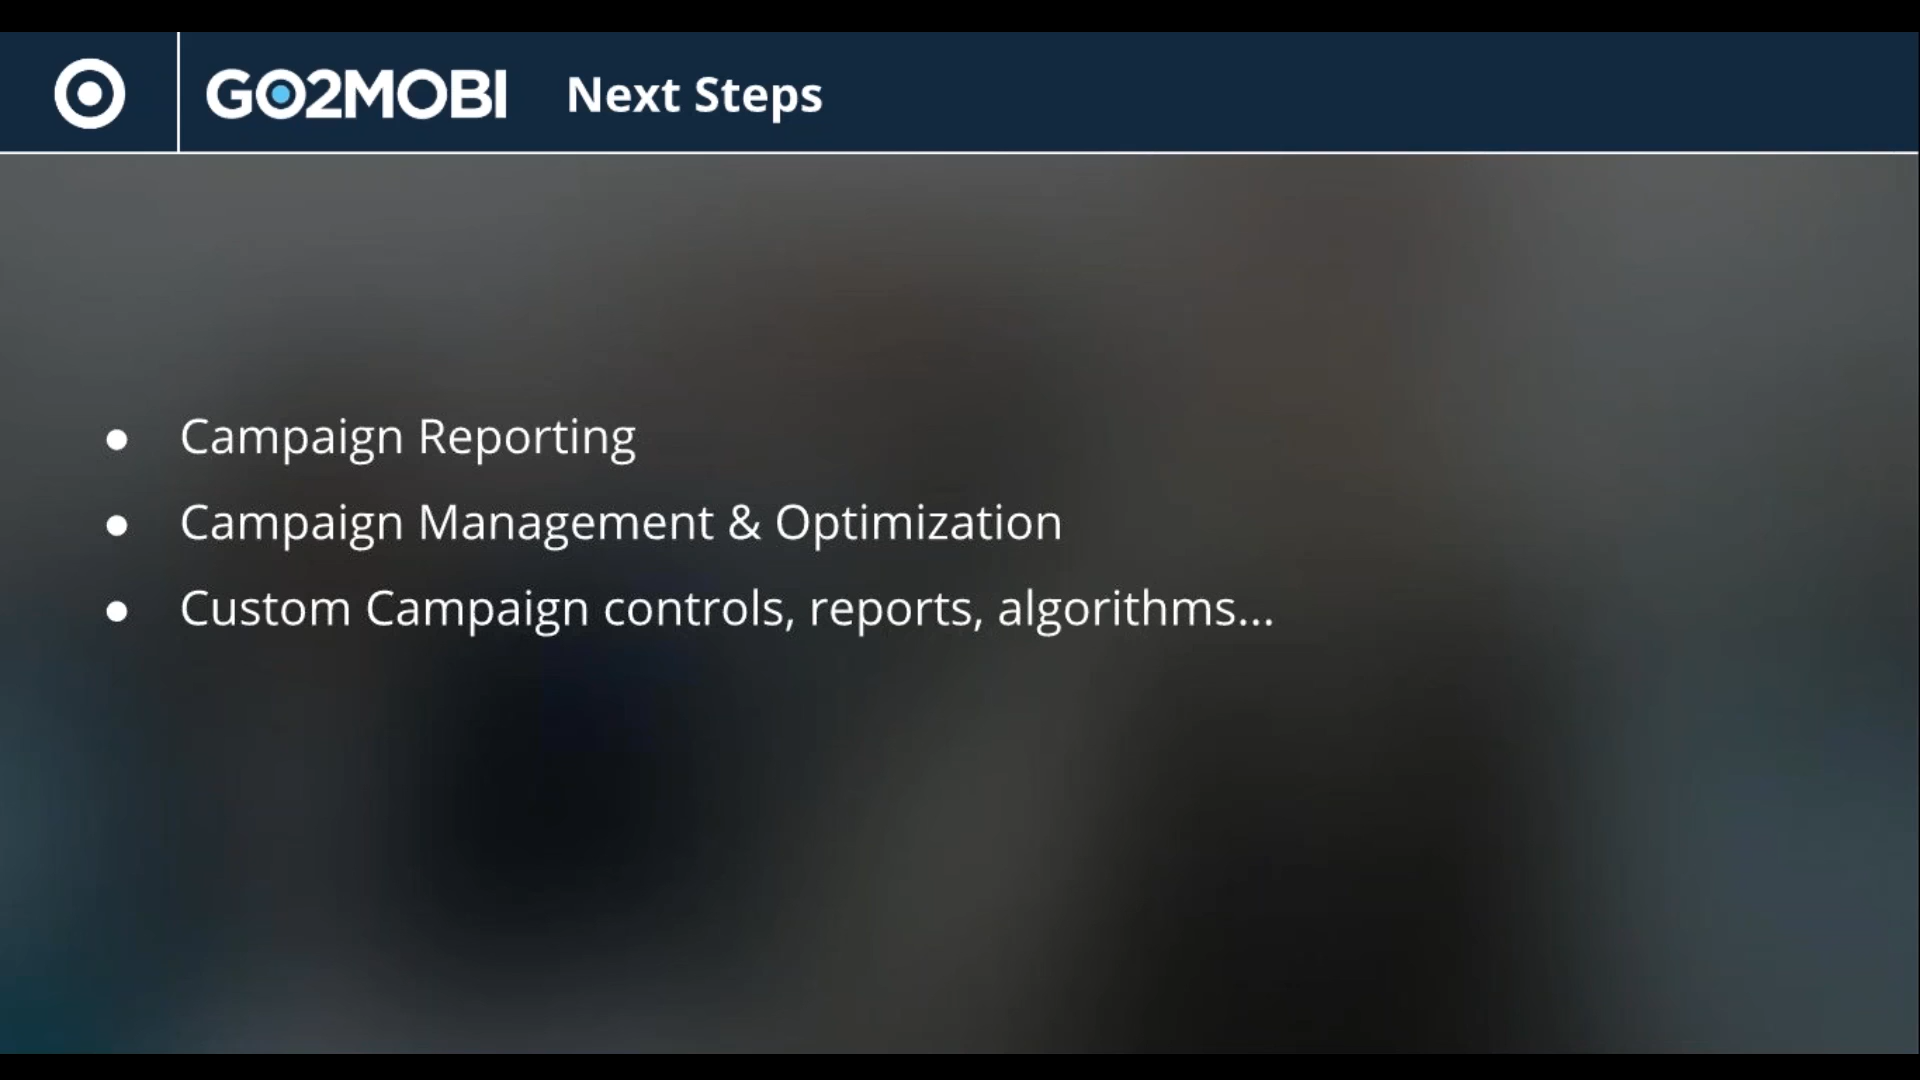 GO2MOBI Next Steps
● Campaign Reporting
● Campaign Management & Optimization
● Custom Campaign controls, reports, algorithms...